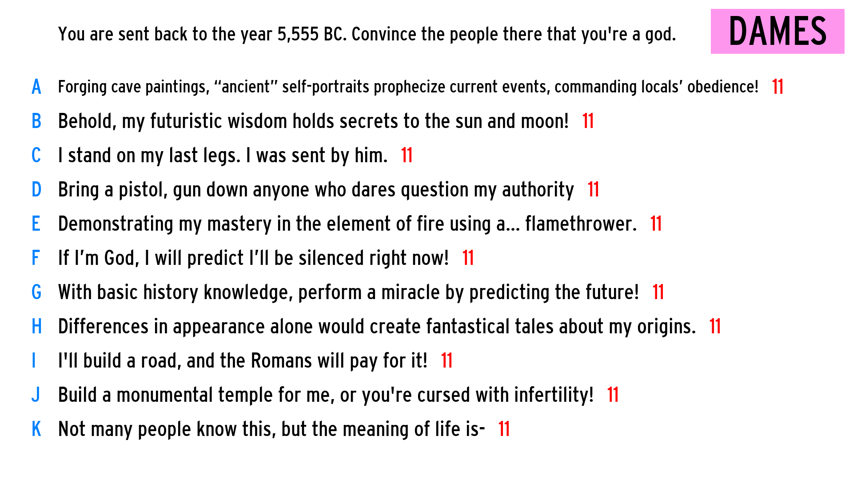 You are sent back to the year 5,555 BC. Convince the people there that you're a god.
DAMES
A Forging cave paintings, “ancient” self-portraits prophecize current events, commanding locals’ obedience! 11
B Behold, my futuristic wisdom holds secrets to the sun and moon! 11
C I stand on my last legs. I was sent by him. 11
D Bring a pistol, gun down anyone who dares question my authority 11
E Demonstrating my mastery in the element of fire using a... flamethrower. 11
F If I’m God, I will predict I’ll be silenced right now! 11
G With basic history knowledge, perform a miracle by predicting the future! 11
H Differences in appearance alone would create fantastical tales about my origins. 11
I I'll build a road, and the Romans will pay for it! 11
J Build a monumental temple for me, or you're cursed with infertility! 11
K Not many people know this, but the meaning of life is- 11